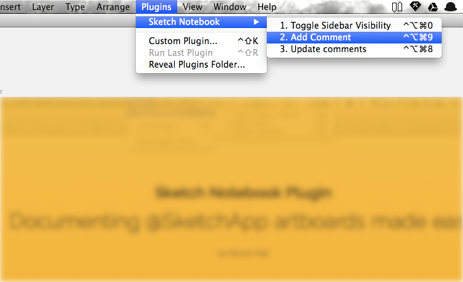 nsert Layer Type Arrange Plugins View Window Help
Sketch Notebook
Custom Plugin... ^⇧K
Run Last Plugin ^⇧R
Reveal Plugins Folder...
1. Toggle Sidebar Visibility ^⌥⌘0
2. Add Comment ^⌥⌘9
3. Update comments ^⌥⌘8
Sketch Notebook Plugin
Documenting @SketchApp artboards made eas